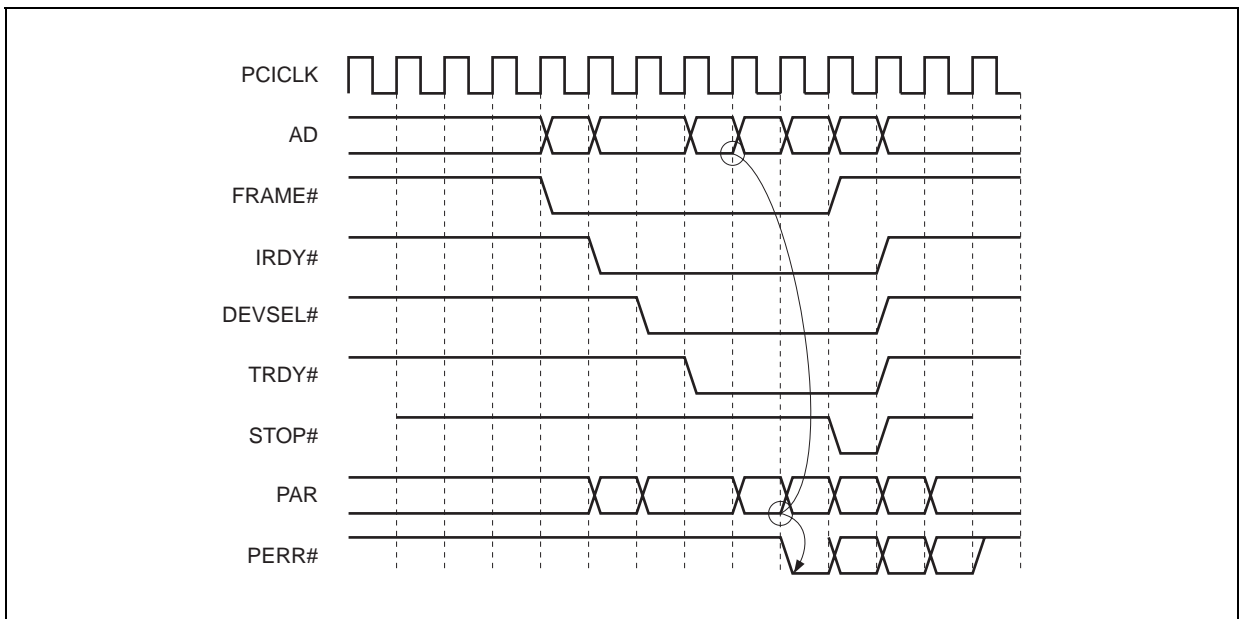 PCICLK
AD
FRAME#
IRDY#
DEVSEL#
TRDY#
STOP#
PAR
PERR#